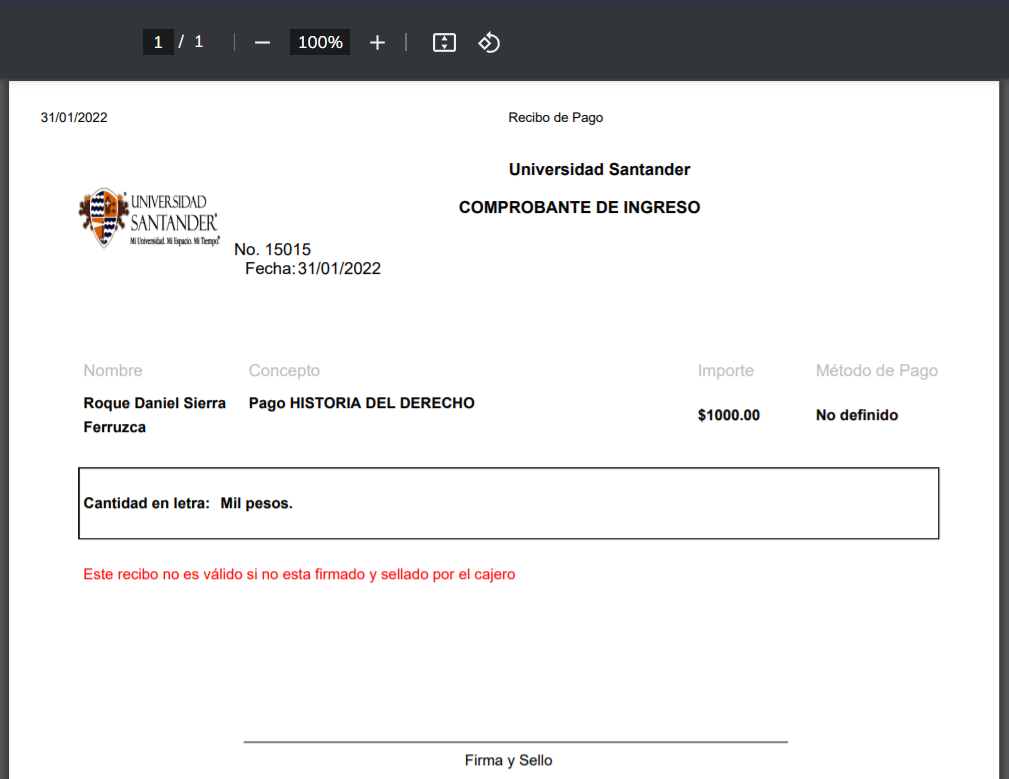 1 / 1
100%
31/01/2022
Recibo de Pago
Universidad Santander
COMPROBANTE DE INGRESO
UNIVERSIDAD
SANTANDER
Mi Universidad. Mi Espacio. Mi Tiempo.
No. 15015
Fecha: 31/01/2022
Nombre Concepto Importe Método de Pago
Roque Daniel Sierra Pago HISTORIA DEL DERECHO
Ferruzca
$1000.00 No definido
Cantidad en letra: Mil pesos.
Este recibo no es válido si no esta firmado y sellado por el cajero
Firma y Sello